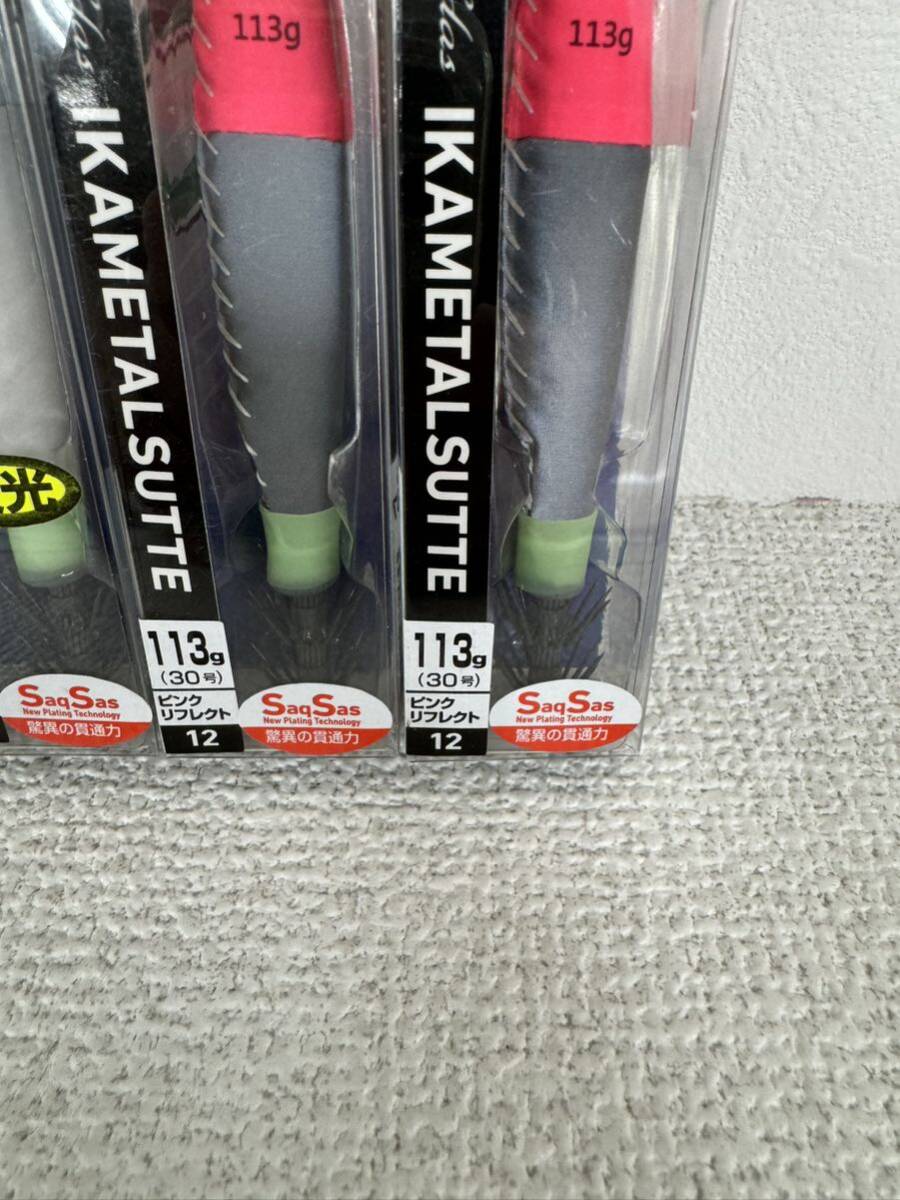 光
SaqSas
New Plating Technology
驚異の貫通力
113g
IKAMETALSUTTE
113g
(30号)
ピンク
リフレクト
12
SaqSas
New Plating Technology
驚異の貫通力
113g
IKAMETALSUTTE
113g
(30号)
ピンク
リフレクト
12
SaqSas
New Plating Technology
驚異の貫通力